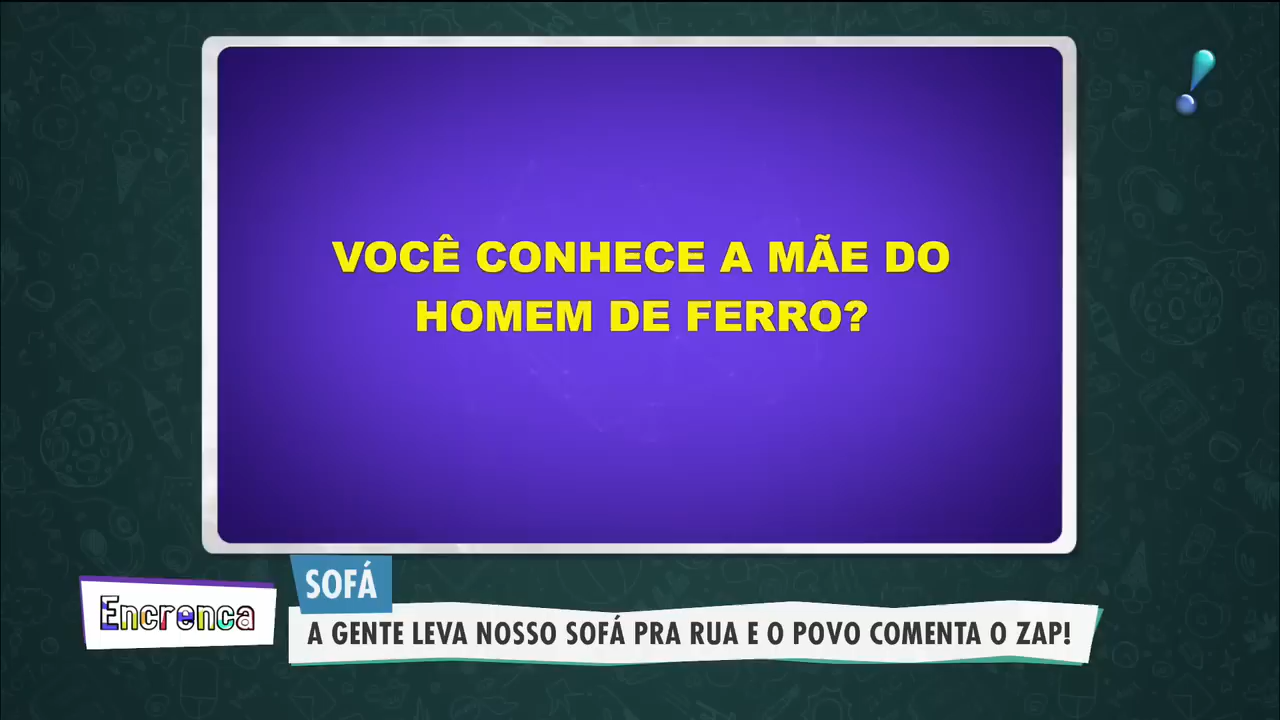 VOCÊ CONHECE A MÃE DO
HOMEM DE FERRO?
SOFÁ
Encrenca
A GENTE LEVA NOSSO SOFÁ PRA RUA E O POVO COMENTA O ZAP!